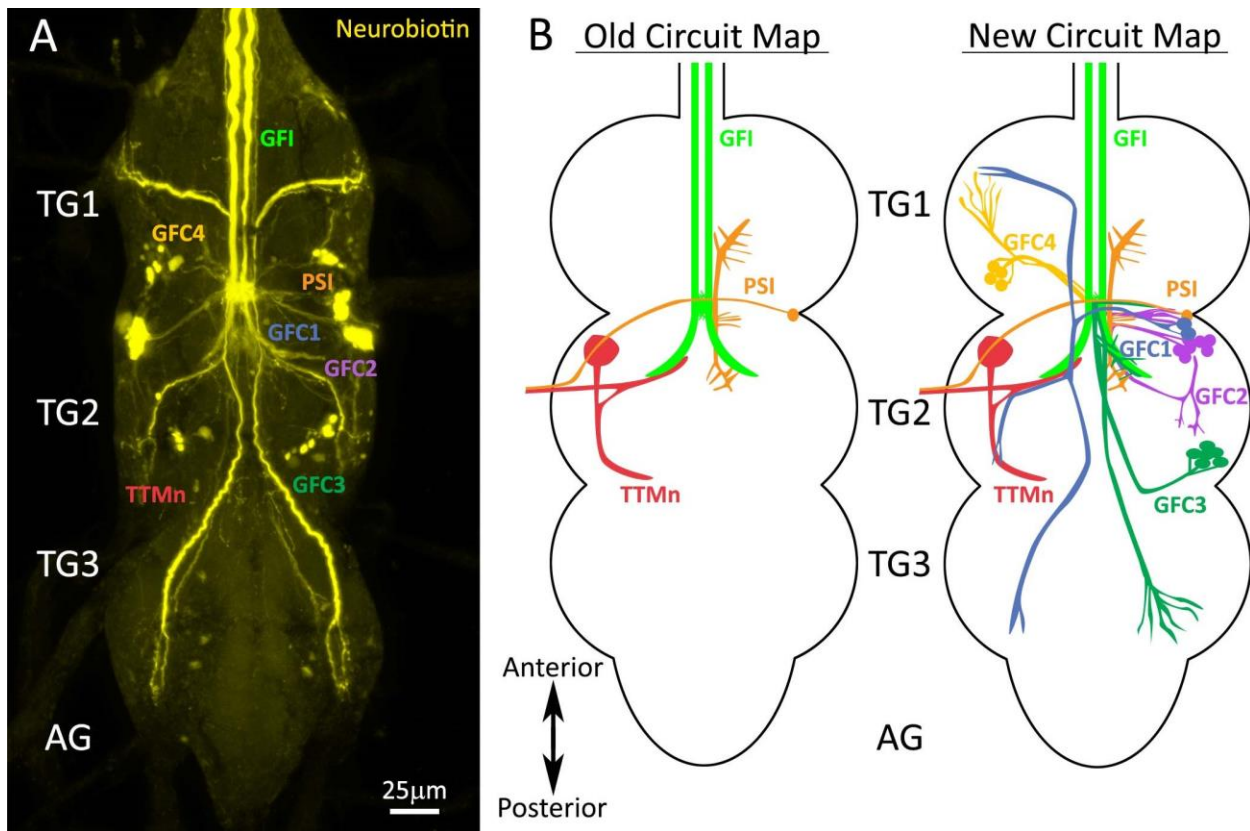 A
Neurobiotin
GFI
TG1
GFC4
PSI
GFC1
GFC2
TG2
TTMn
GFC3
TG3
AG
25μm
B
Old Circuit Map
New Circuit Map
GFI
PSI
TTMn
Anterior
Posterior
GFI
TG1
GFC4
PSI
GFC1
GFC2
TG2
TTMn
GFC3
TG3
AG